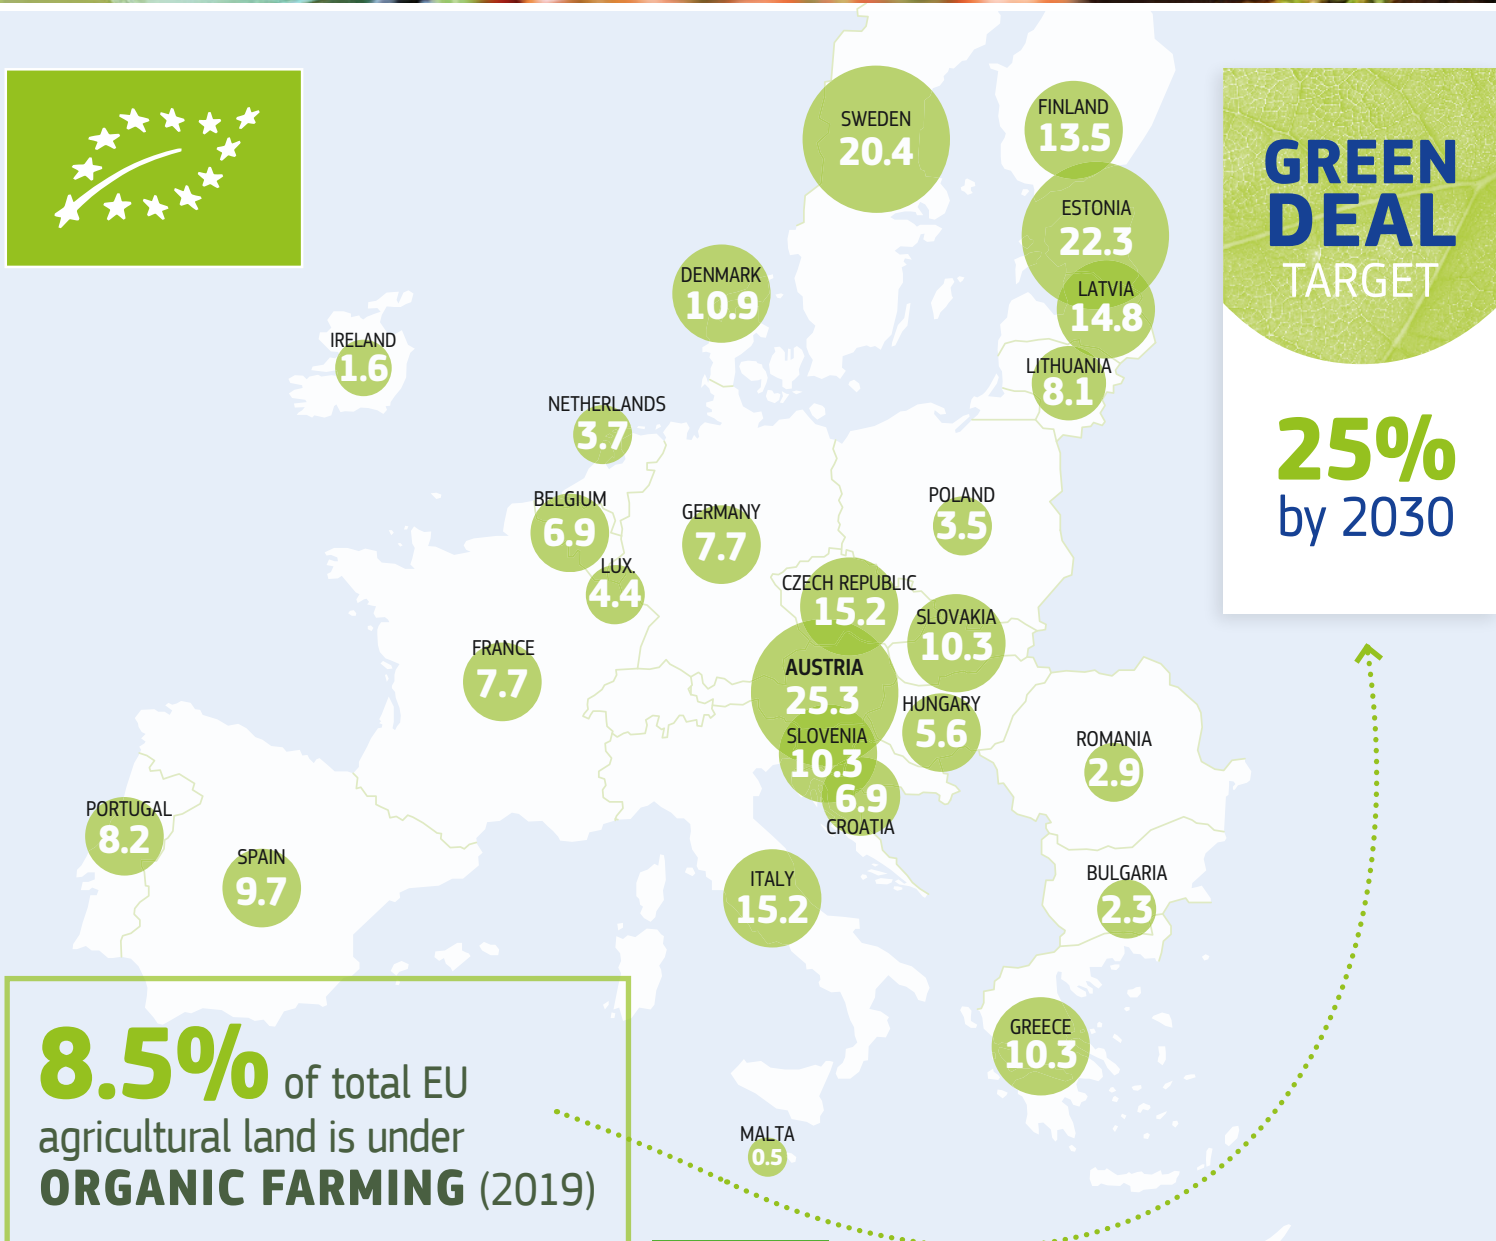 SWEDEN
20.4
FINLAND
13.5
ESTONIA
22.3
LATVIA
14.8
LITHUANIA
8.1
DENMARK
10.9
IRELAND
1.6
NETHERLANDS
3.7
BELGIUM
6.9
LUX.
4.4
GERMANY
7.7
POLAND
3.5
CZECH REPUBLIC
15.2
SLOVAKIA
10.3
AUSTRIA
25.3
HUNGARY
5.6
SLOVENIA
10.3
6.9
CROATIA
FRANCE
7.7
ROMANIA
2.9
BULGARIA
2.3
PORTUGAL
8.2
SPAIN
9.7
ITALY
15.2
GREECE
10.3
MALTA
0.5
GREEN
DEAL
TARGET
25%
by 2030
8.5% of total EU
agricultural land is under
ORGANIC FARMING (2019)